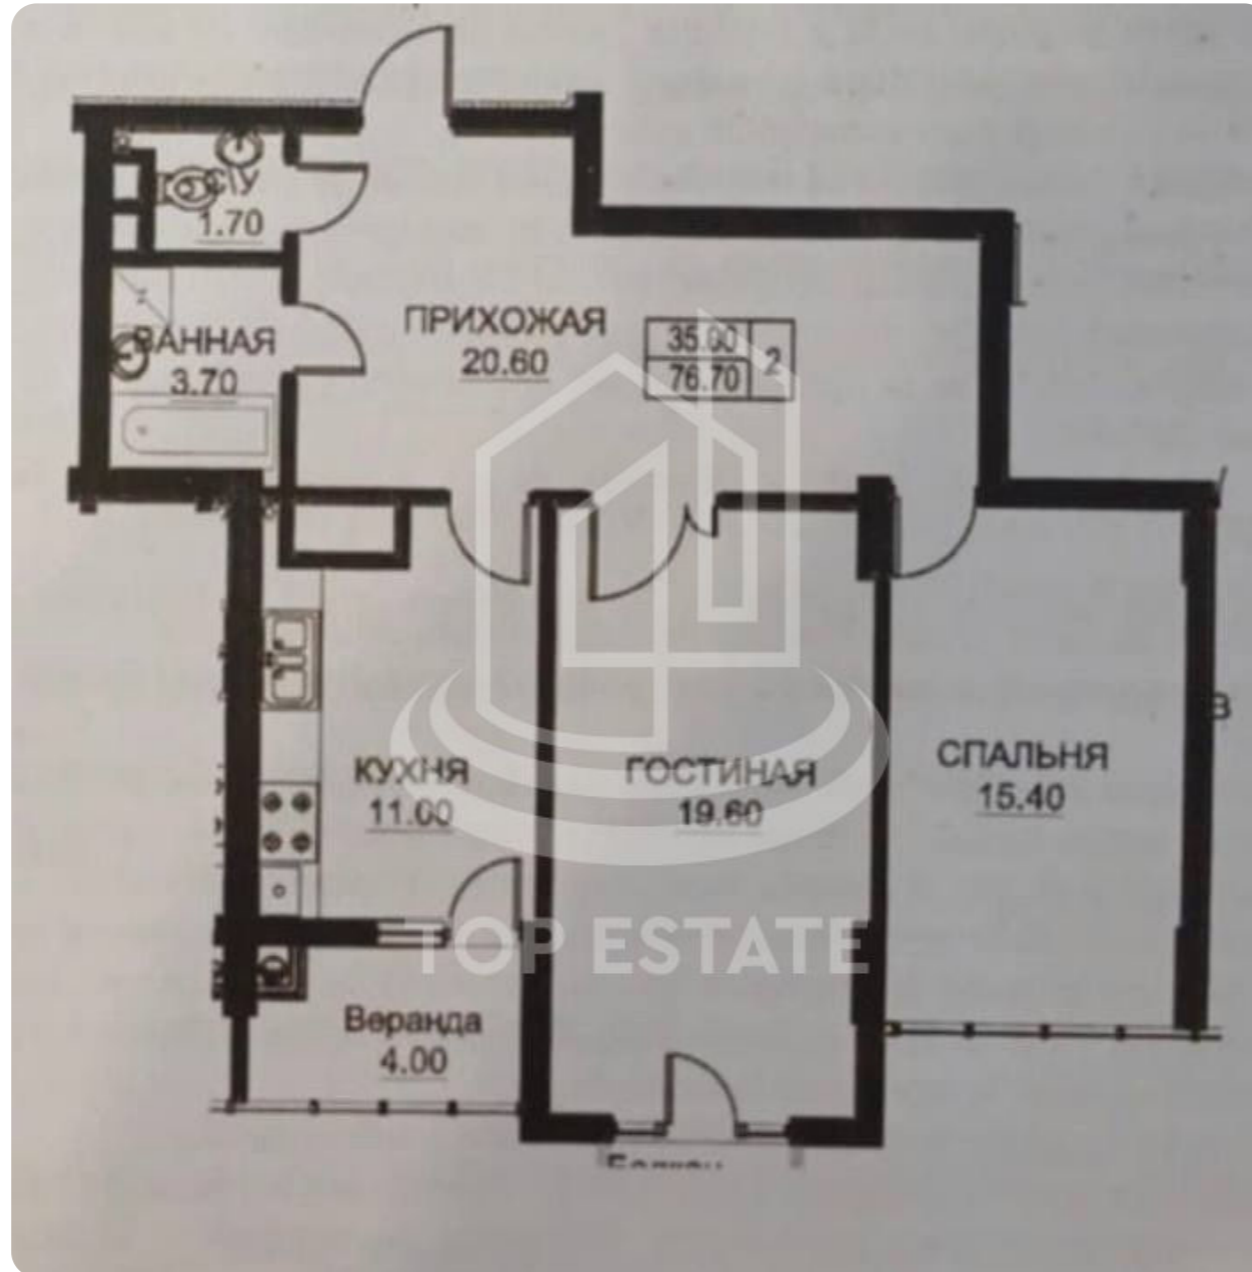 С\У
1.70
ВАННАЯ
3.70
ПРИХОЖАЯ
20.60
35.00
76.70
2
КУХНЯ
11.00
ГОСТИНАЯ
19.60
СПАЛЬНЯ
15.40
В
TOP ESTATE
Веранда
4.00
Балкон